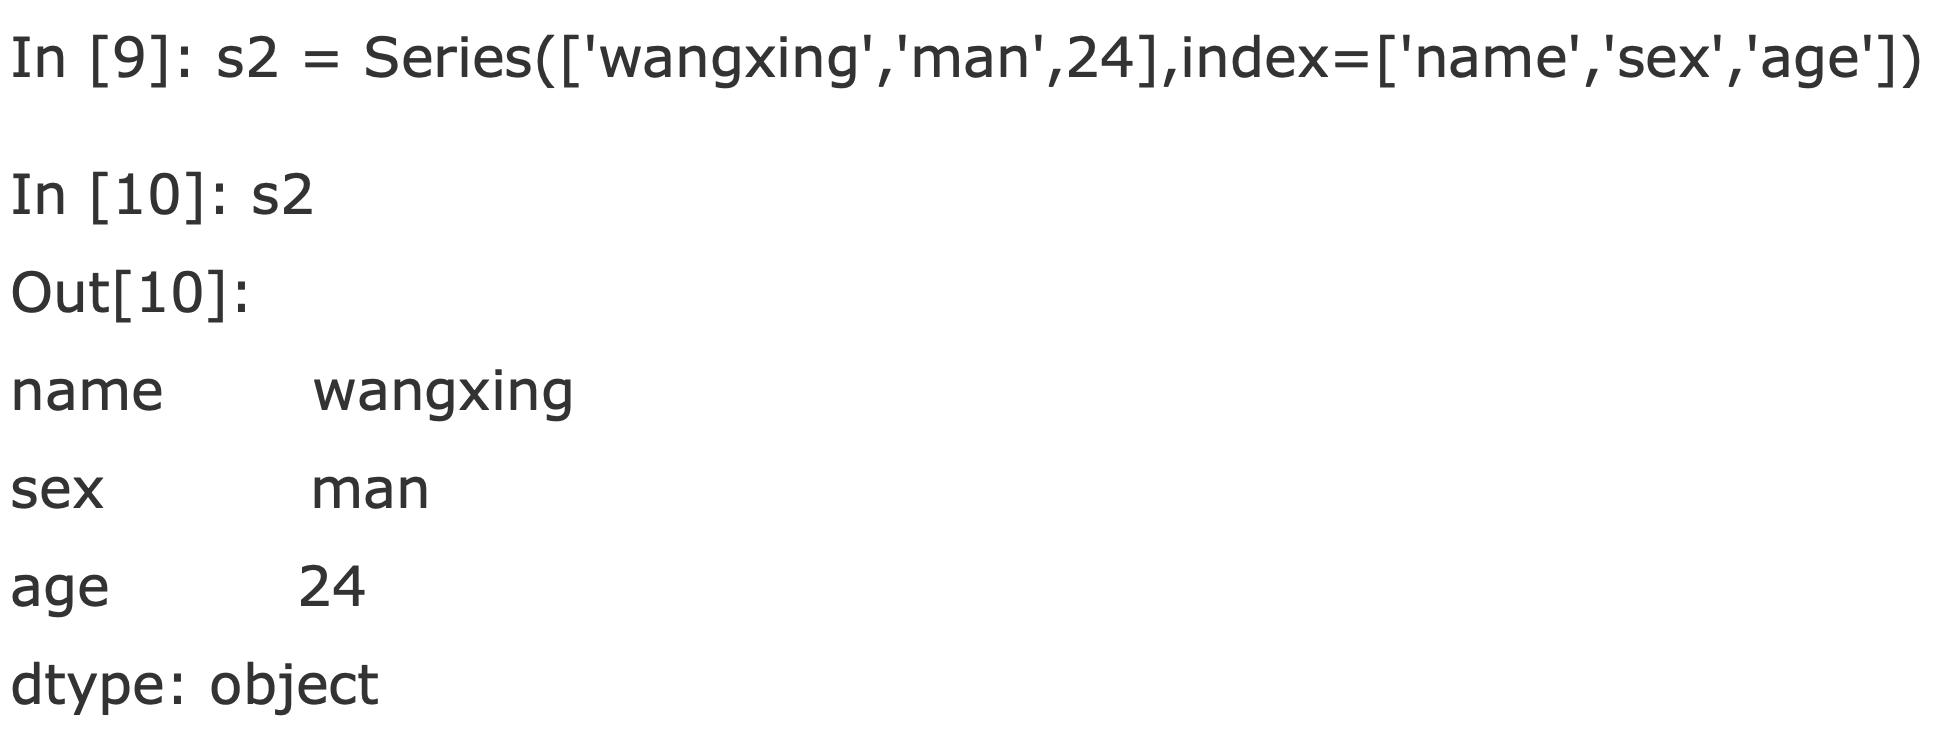 In [9]: s2 = Series(['wangxing','man',24],index=['name','sex','age'])
In [10]: s2
Out[10]:
name wangxing
sex man
age 24
dtype: object